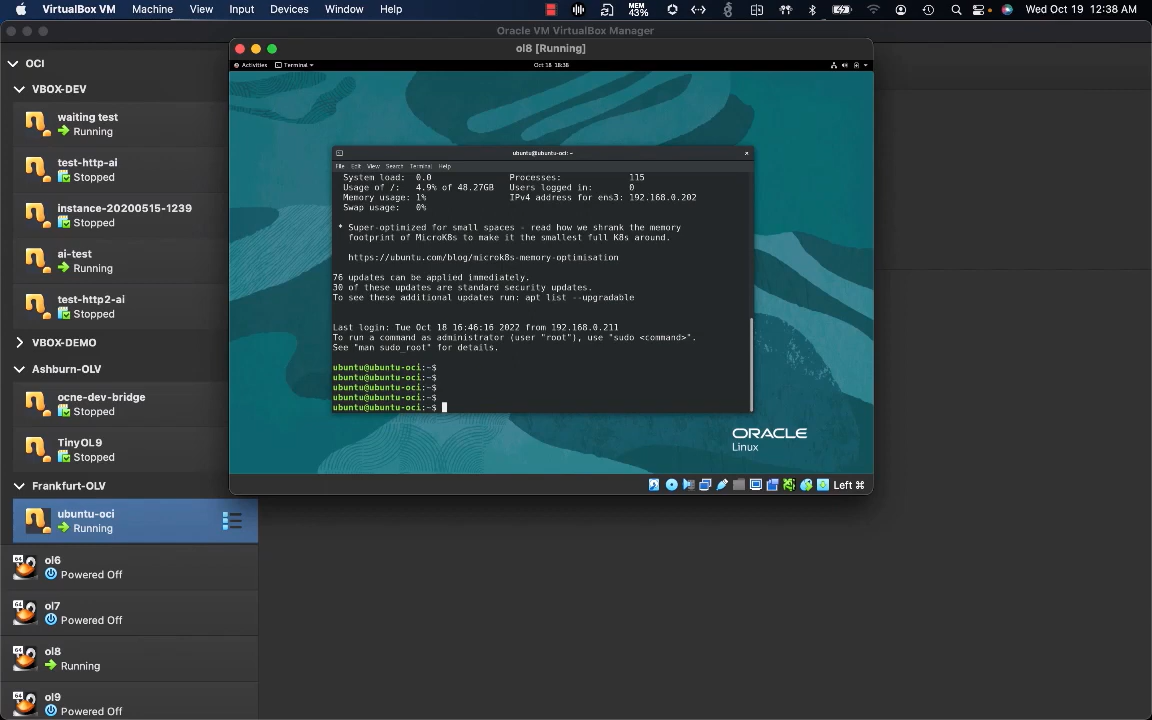 VirtualBox VM Machine View Input Devices Window Help MEM 43% Wed Oct 19 12:38 AM
Oracle VM VirtualBox Manager
OCI
VBOX-DEV
waiting test
Running
test-http-ai
Stopped
instance-20200515-1239
Stopped
ai-test
Running
test-http2-ai
Stopped
VBOX-DEMO
Ashburn-OLV
ocne-dev-bridge
Stopped
TinyOL9
Stopped
Frankfurt-OLV
ubuntu-oci
Running
64
ol6
Powered Off
64
ol7
Powered Off
64
ol8
Running
64
ol9
Powered Off
ol8 [Running]
Activities Terminal Oct 18 18:38
ubuntu@ubuntu-oci: ~
File Edit View Search Terminal Help
System load: 0.0 Processes: 115
Usage of /: 4.9% of 48.27GB Users logged in: 0
Memory usage: 1% IPv4 address for ens3: 192.168.0.202
Swap usage: 0%
* Super-optimized for small spaces - read how we shrank the memory
footprint of MicroK8s to make it the smallest full K8s around.
https://ubuntu.com/blog/microk8s-memory-optimisation
76 updates can be applied immediately.
30 of these updates are standard security updates.
To see these additional updates run: apt list --upgradable
Last login: Tue Oct 18 16:46:16 2022 from 192.168.0.211
To run a command as administrator (user "root"), use "sudo <command>".
See "man sudo_root" for details.
ubuntu@ubuntu-oci:~$
ubuntu@ubuntu-oci:~$
ubuntu@ubuntu-oci:~$
ubuntu@ubuntu-oci:~$
ubuntu@ubuntu-oci:~$
ORACLE
Linux
Left ⌘